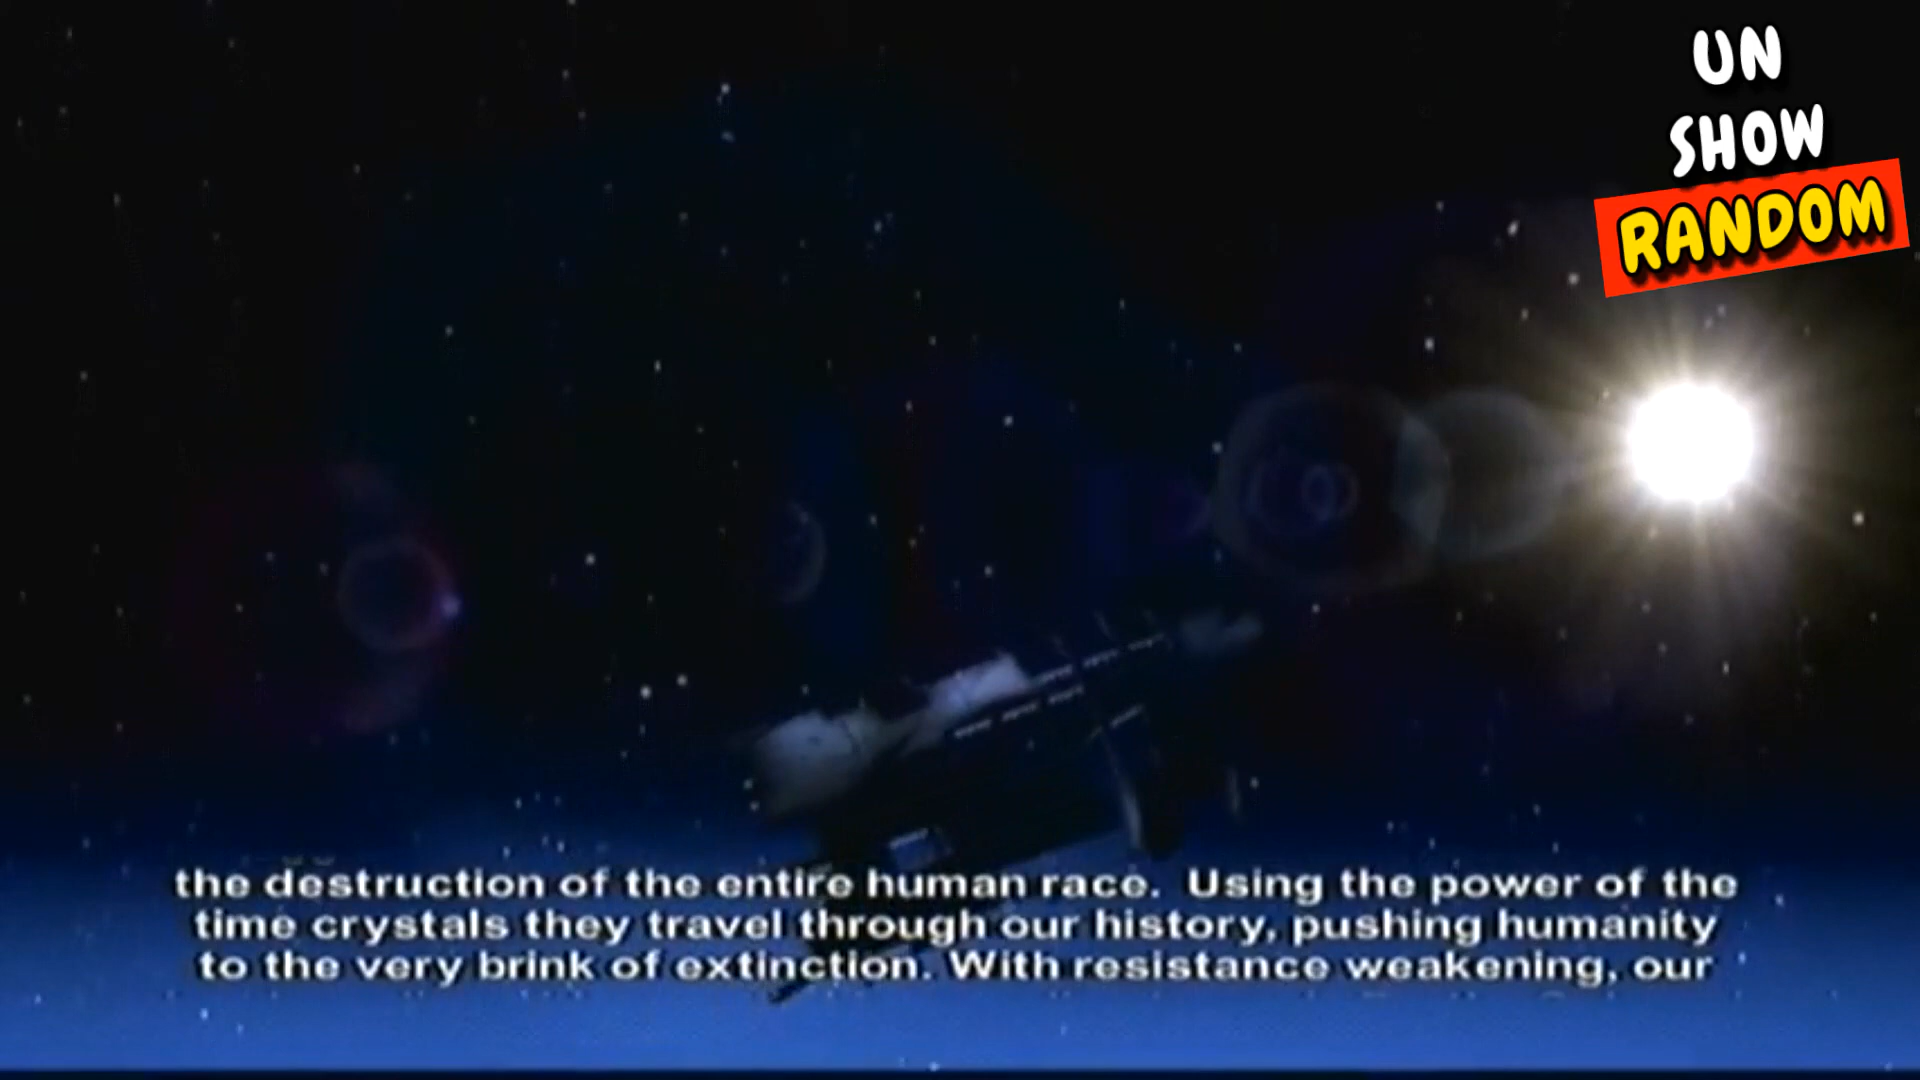 UN
SHOW
RANDOM
the destruction of the entire human race. Using the power of the
time crystals they travel through our history, pushing humanity
to the very brink of extinction. With resistance weakening, our